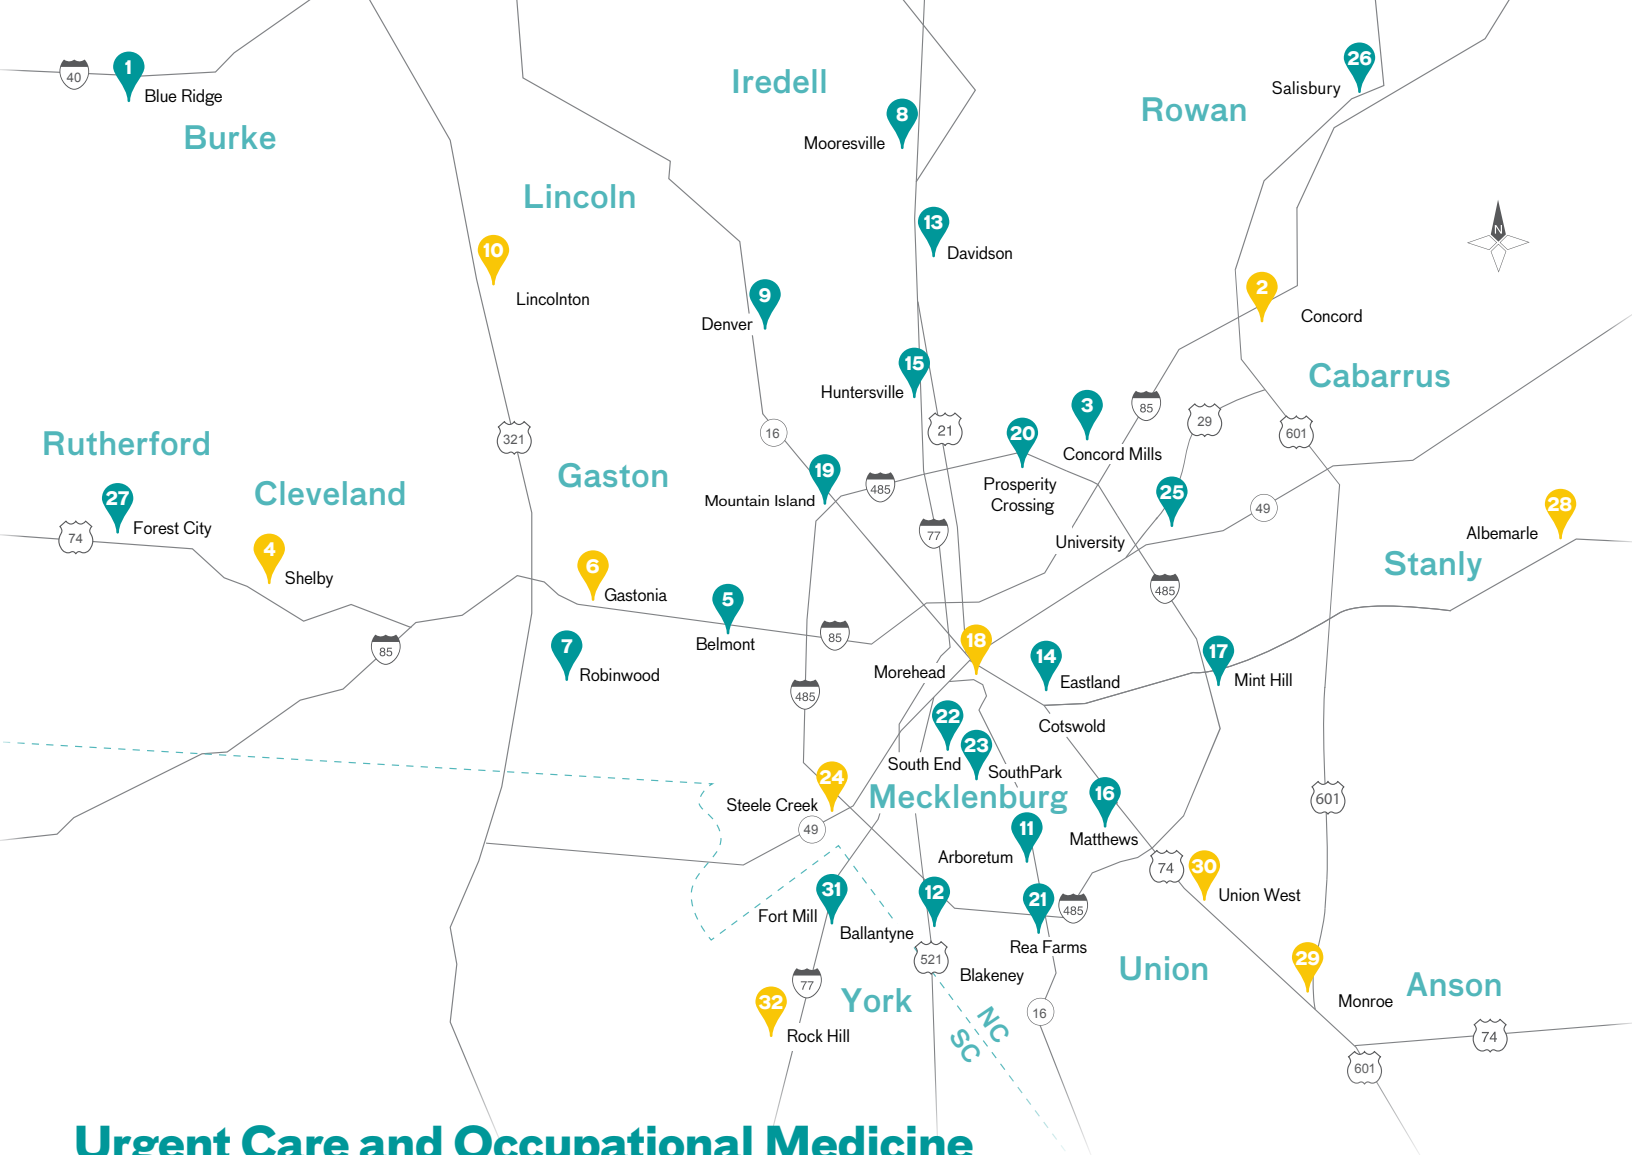 26
1
40
Blue Ridge
Burke
Iredell
Salisbury
Rowan
8
Mooresville
Lincoln
13
Davidson
N
10
Lincolnton
9
Denver
2
Concord
15
Huntersville
Cabarrus
3
85
29
601
21
20
16
321
Rutherford
Concord Mills
19
485
Prosperity
Crossing
Gaston
Cleveland
Mountain Island
25
27
Forest City
49
28
Albemarle
77
74
University
4
Shelby
Stanly
6
Gastonia
5
Belmont
485
85
85
7
Robinwood
18
Morehead
14
Eastland
17
Mint Hill
485
22
South End
23
SouthPark
Cotswold
24
Steele Creek
Mecklenburg
16
Matthews
601
49
11
Arboretum
74
30
Union West
31
Fort Mill
12
Ballantyne
21
485
Rea Farms
521
Blakeney
Union
29
Monroe
Anson
77
32
Rock Hill
York
NC
SC
16
74
601
Urgent Care and Occupational Medicine